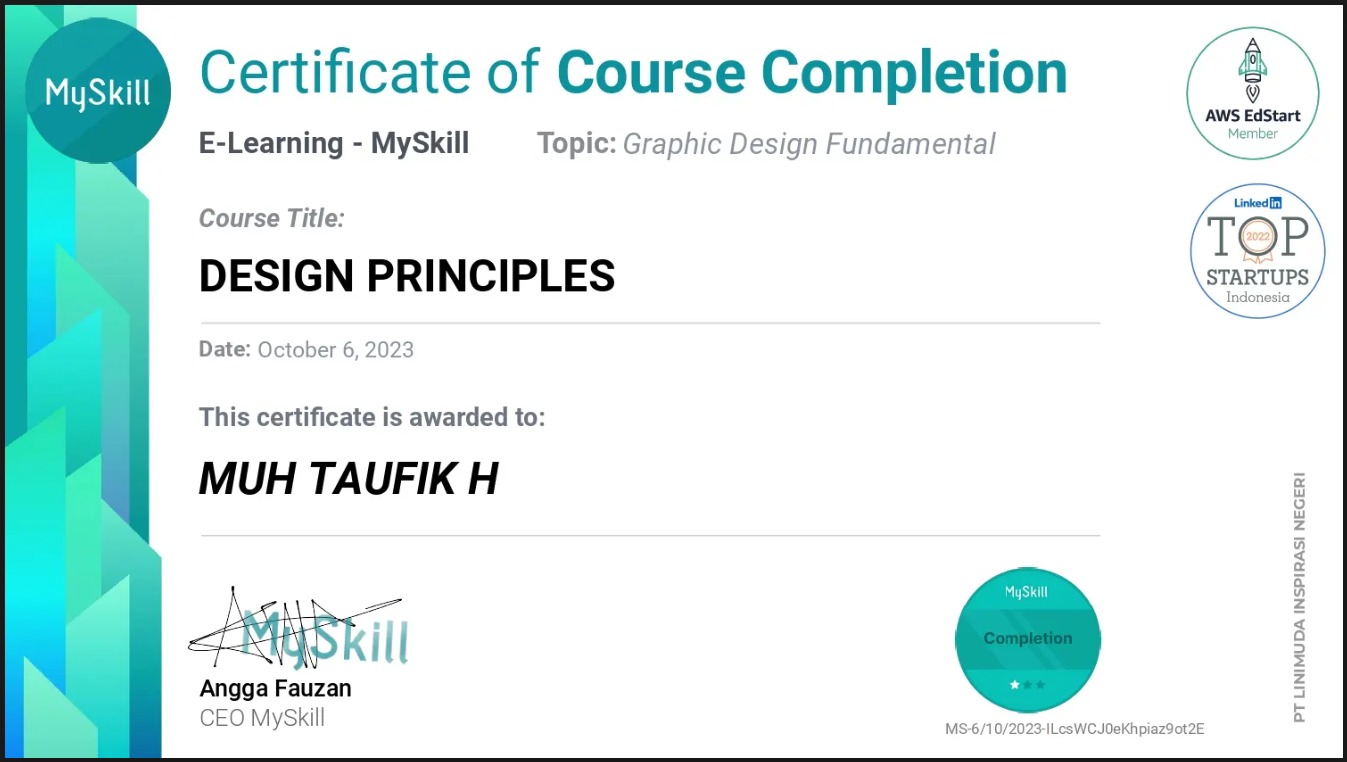 MySkill
Certificate of Course Completion
E-Learning - MySkill
Topic: Graphic Design Fundamental
Course Title:
DESIGN PRINCIPLES
Date: October 6, 2023
This certificate is awarded to:
MUH TAUFIK H
MySkill
Angga Fauzan
CEO MySkill
AWS EdStart
Member
Linked in
TOP
2022
STARTUPS
Indonesia
MySkill
Completion
MS-6/10/2023-ILcsWCJ0eKhpiaz9ot2E
PT LINIMUDA INSPIRASI NEGERI